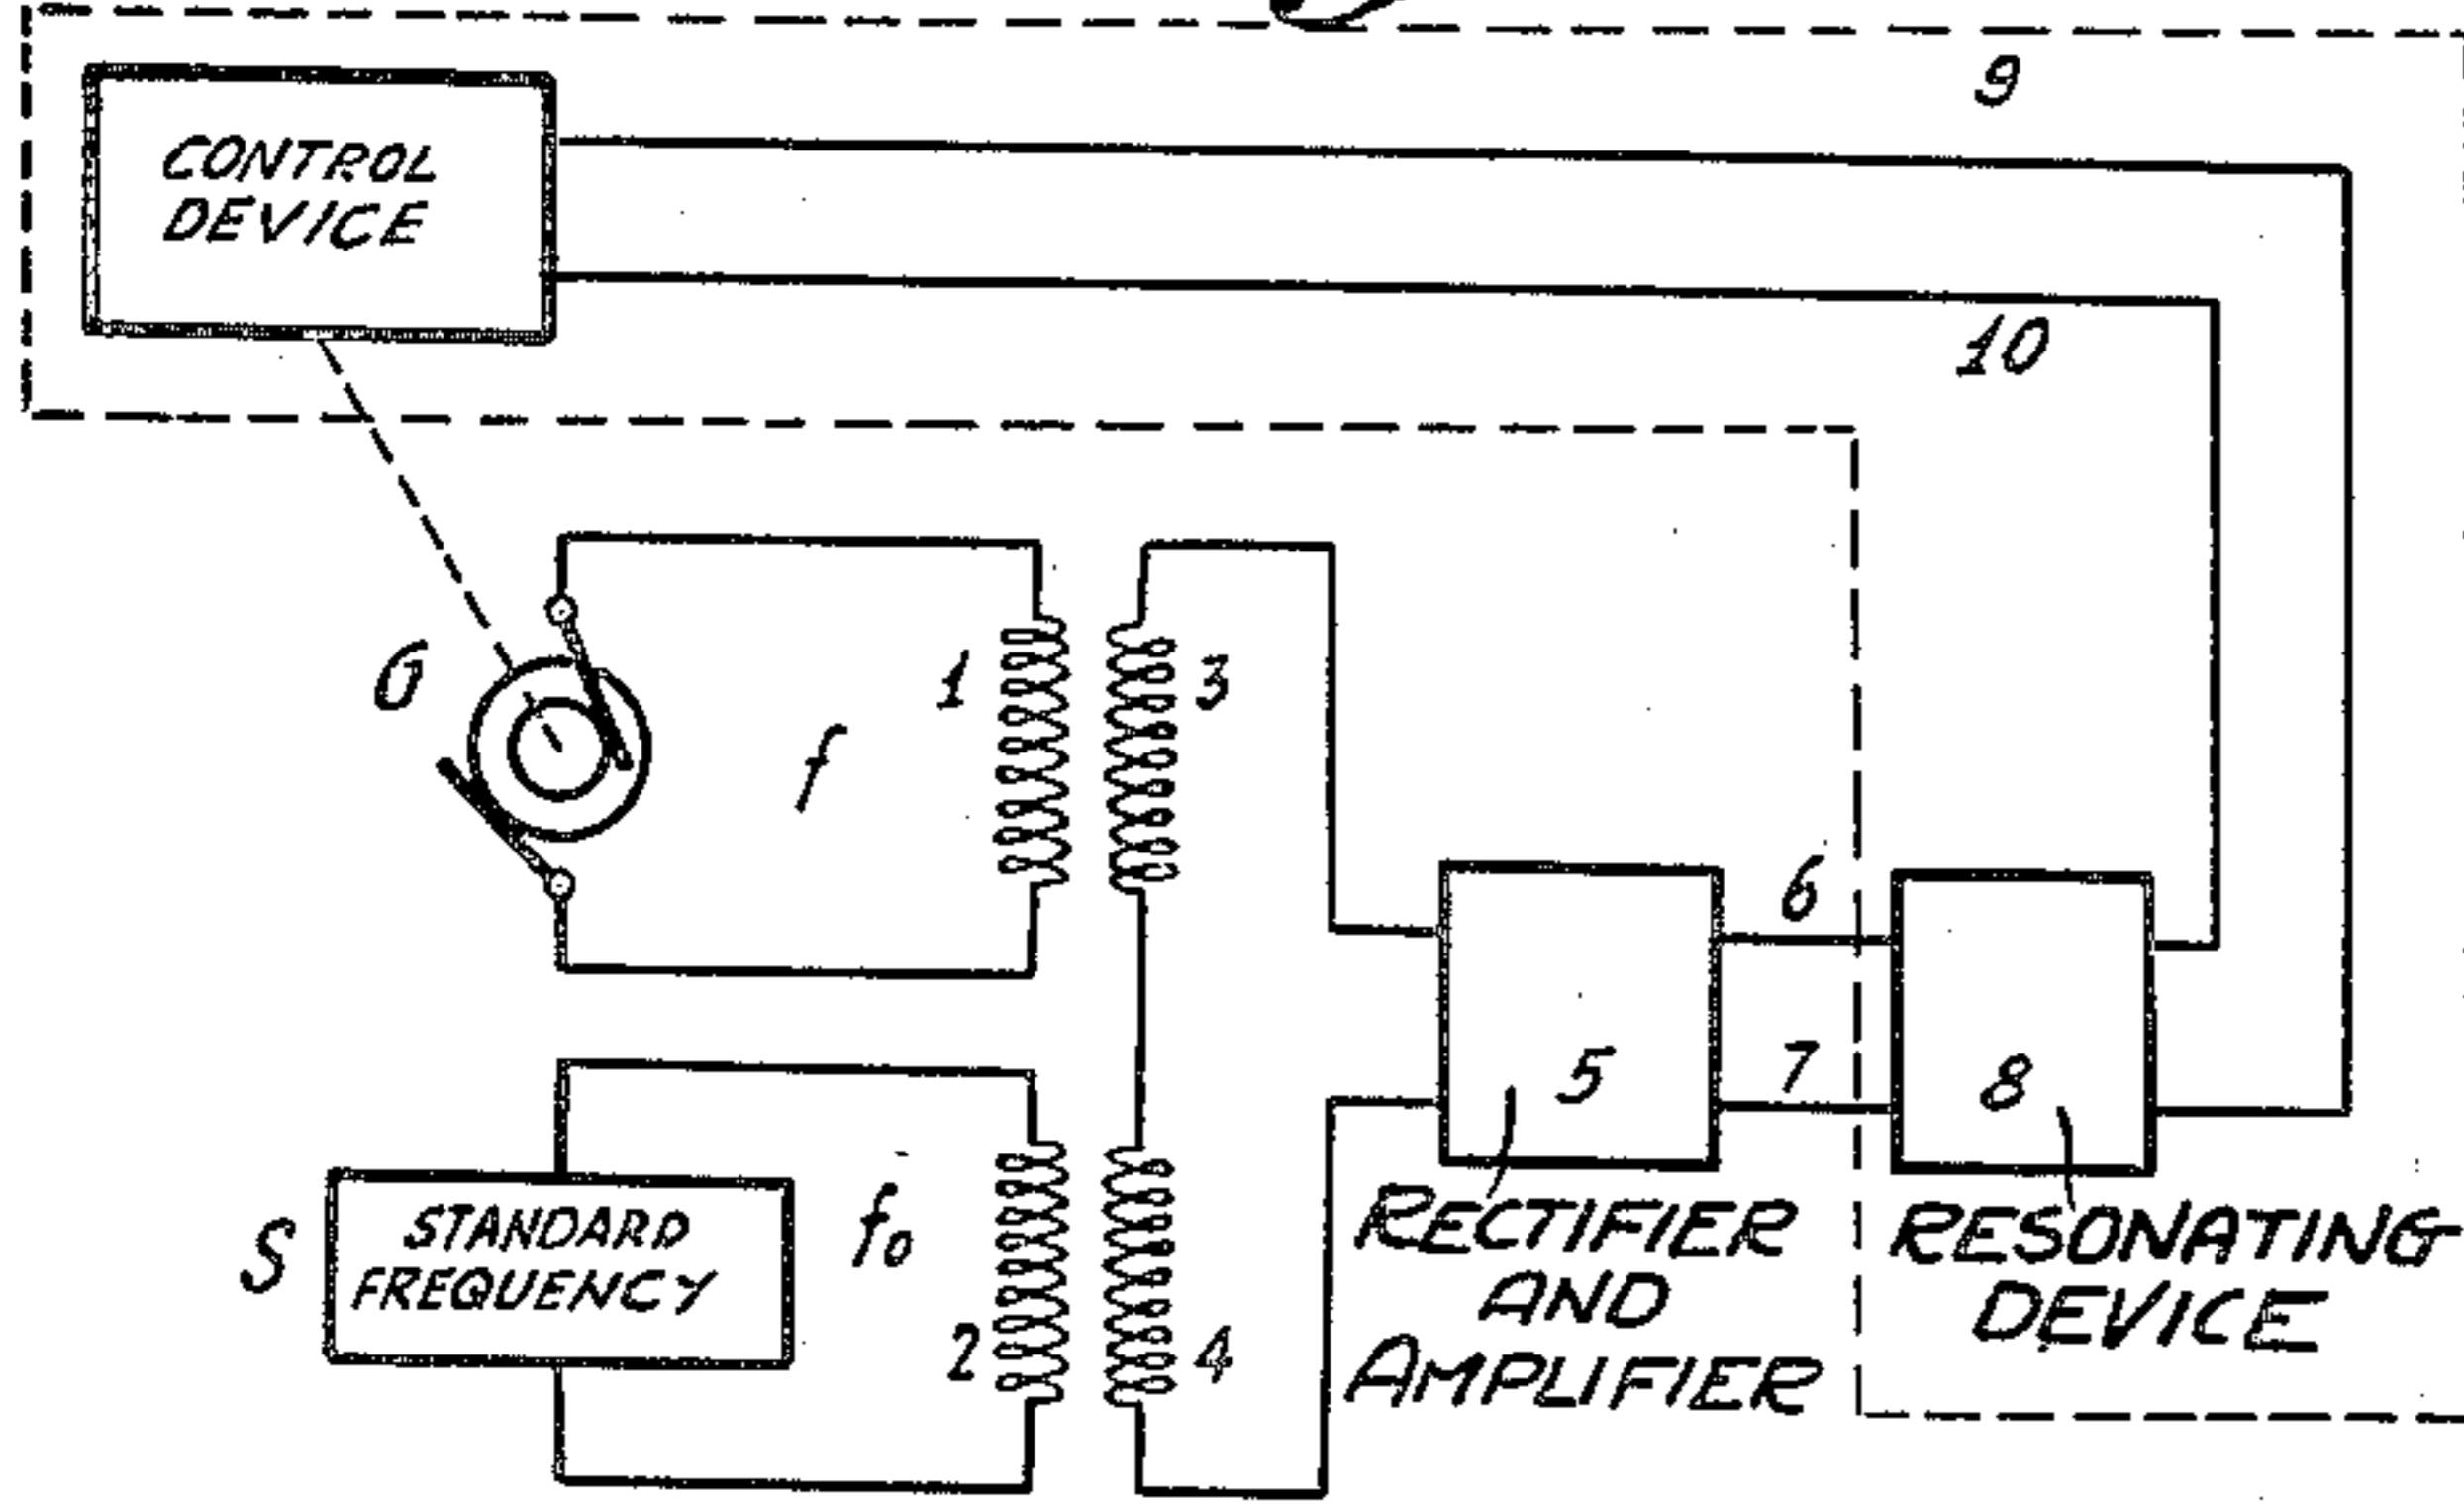 9
CONTROL
DEVICE
10
G
1
3
f
6
5
7
8
S
STANDARD
FREQUENCY
fo
2
4
RECTIFIER
AND
AMPLIFIER
RESONATING
DEVICE